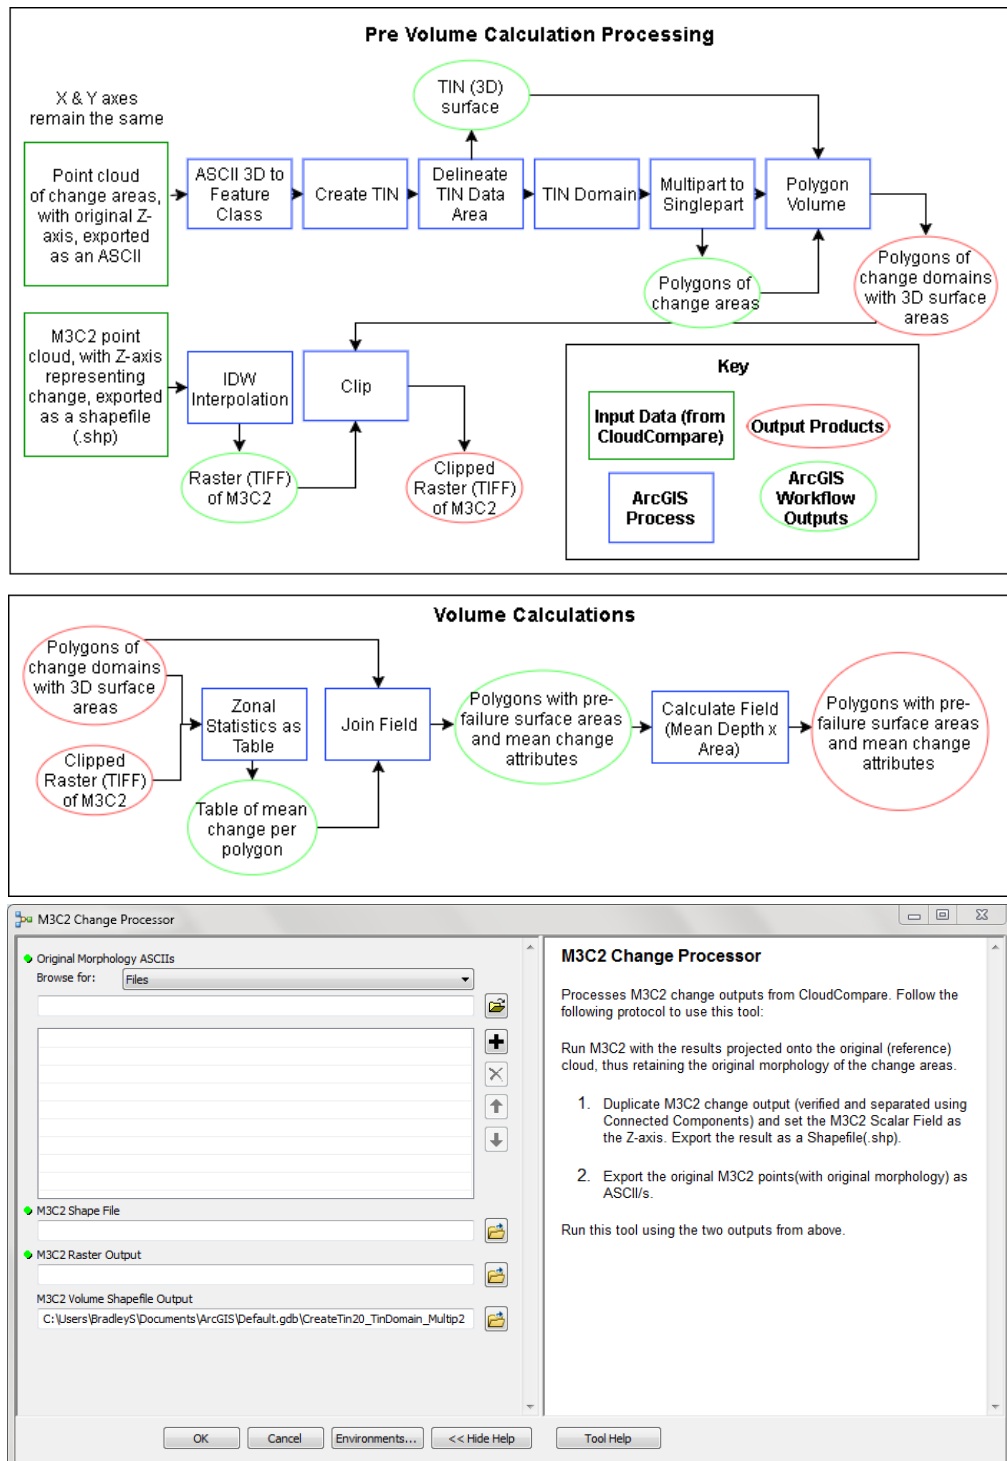 Pre Volume Calculation Processing
X & Y axes
remain the same
TIN (3D)
surface
Point cloud
of change areas,
with original Z-
axis, exported
as an ASCII
ASCII 3D to
Feature
Class
Create TIN
Delineate
TIN Data
Area
TIN Domain
Multipart to
Singlepart
Polygon
Volume
Polygons of
change areas
Polygons of
change domains
with 3D surface
areas
M3C2 point
cloud, with Z-axis
representing
change, exported
as a shapefile
(.shp)
IDW
Interpolation
Clip
Raster (TIFF)
of M3C2
Clipped
Raster (TIFF)
of M3C2
Key
Input Data (from
CloudCompare)
Output Products
ArcGIS
Process
ArcGIS
Workflow
Outputs
Volume Calculations
Polygons of
change domains
with 3D surface
areas
Clipped
Raster (TIFF)
of M3C2
Zonal
Statistics as
Table
Table of mean
change per
polygon
Join Field
Polygons with pre-
failure surface areas
and mean change
attributes
Calculate Field
(Mean Depth x
Area)
Polygons with pre-
failure surface areas
and mean change
attributes
M3C2 Change Processor
Original Morphology ASCIIs
Browse for:
Files
M3C2 Shape File
M3C2 Raster Output
M3C2 Volume Shapefile Output
C:\Users\BradleyS\Documents\ArcGIS\Default.gdb\CreateTin20_TinDomain_Multip2
M3C2 Change Processor
Processes M3C2 change outputs from CloudCompare. Follow the
following protocol to use this tool:
Run M3C2 with the results projected onto the original (reference)
cloud, thus retaining the original morphology of the change areas.
1. Duplicate M3C2 change output (verified and separated using
Connected Components) and set the M3C2 Scalar Field as
the Z-axis. Export the result as a Shapefile(.shp).
2. Export the original M3C2 points(with original morphology) as
ASCII/s.
Run this tool using the two outputs from above.
OK
Cancel
Environments...
<< Hide Help
Tool Help